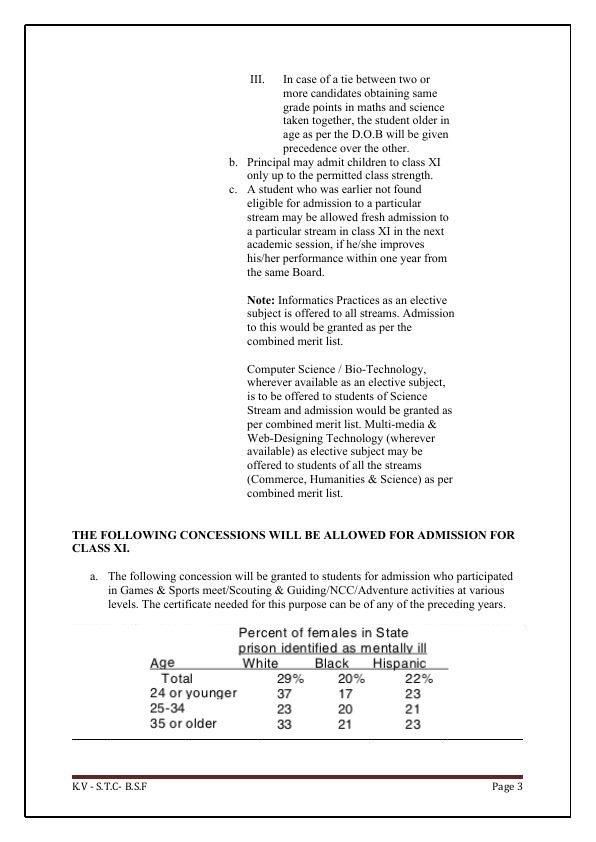 III. In case of a tie between two or
more candidates obtaining same
grade points in maths and science
taken together, the student older in
age as per the D.O.B will be given
precedence over the other.
b. Principal may admit children to class XI
only up to the permitted class strength.
c. A student who was earlier not found
eligible for admission to a particular
stream may be allowed fresh admission to
a particular stream in class XI in the next
academic session, if he/she improves
his/her performance within one year from
the same Board.
Note: Informatics Practices as an elective
subject is offered to all streams. Admission
to this would be granted as per the
combined merit list.
Computer Science / Bio-Technology,
wherever available as an elective subject,
is to be offered to students of Science
Stream and admission would be granted as
per combined merit list. Multi-media &
Web-Designing Technology (wherever
available) as elective subject may be
offered to students of all the streams
(Commerce, Humanities & Science) as per
combined merit list.
THE FOLLOWING CONCESSIONS WILL BE ALLOWED FOR ADMISSION FOR
CLASS XI.
a. The following concession will be granted to students for admission who participated
in Games & Sports meet/Scouting & Guiding/NCC/Adventure activities at various
levels. The certificate needed for this purpose can be of any of the preceding years.
Percent of females in State
prison identified as mentally ill
Age White Black Hispanic
Total 29% 20% 22%
24 or younger 37 17 23
25-34 23 20 21
35 or older 33 21 23
K.V - S.T.C- B.S.F Page 3